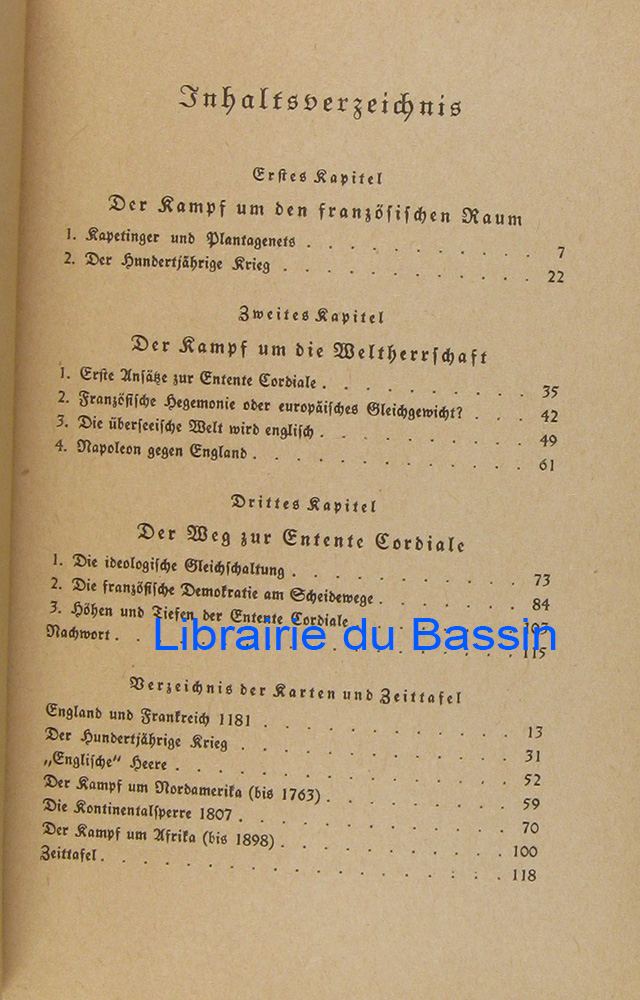 Inhaltsverzeichnis
Erstes Kapitel
Der Kampf um den französischen Raum
1. Kapetinger und Plantagenets . . . . . . . . . . 7
2. Der Hundertjährige Krieg . . . . . . . . . . . 22
Zweites Kapitel
Der Kampf um die Weltherrschaft
1. Erste Ansätze zur Entente Cordiale . . . . . . . . . 35
2. Französische Hegemonie oder europäisches Gleichgewicht? . . . 42
3. Die überseeische Welt wird englisch . . . . . . . . . 49
4. Napoleon gegen England . . . . . . . . . . . . 61
Drittes Kapitel
Der Weg zur Entente Cordiale
1. Die ideologische Gleichschaltung . . . . . . . . . . 73
2. Die französische Demokratie am Scheidewege . . . . . . 84
3. Höhen und Tiefen der Entente Cordiale . . . . . . .
Nachwort . . . . . . . . . . . . . . . . 115
Librairie du Bassin
Verzeichnis der Karten und Zeittafel
England und Frankreich 1181 . . . . . . . . . . . 13
Der Hundertjährige Krieg . . . . . . . . . . . . 31
„Englische“ Heere . . . . . . . . . . . . . . 52
Der Kampf um Nordamerika (bis 1763) . . . . . . . . 59
Die Kontinentalsperre 1807 . . . . . . . . . . . 70
Der Kampf um Afrika (bis 1898) . . . . . . . . . . 100
Zeittafel . . . . . . . . . . . . . . . . . 118